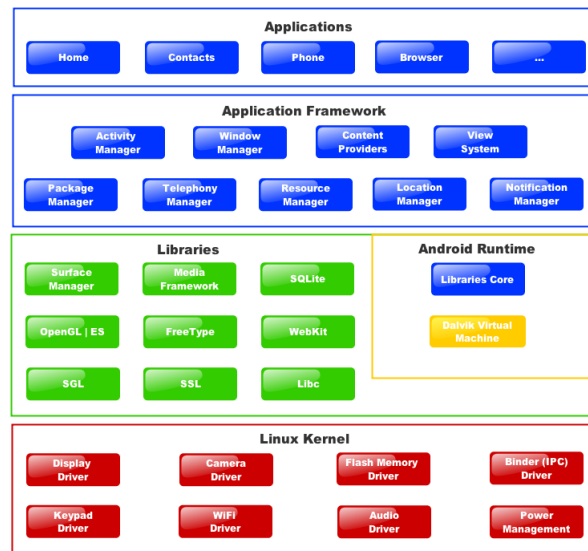 Applications
Home
Contacts
Phone
Browser
...
Application Framework
Activity
Manager
Window
Manager
Content
Providers
View
System
Package
Manager
Telephony
Manager
Resource
Manager
Location
Manager
Notification
Manager
Libraries
Surface
Manager
Media
Framework
SQLite
OpenGL | ES
FreeType
WebKit
SGL
SSL
Libc
Android Runtime
Libraries Core
Dalvik Virtual
Machine
Linux Kernel
Display
Driver
Camera
Driver
Flash Memory
Driver
Binder (IPC)
Driver
Keypad
Driver
WiFi
Driver
Audio
Driver
Power
Management